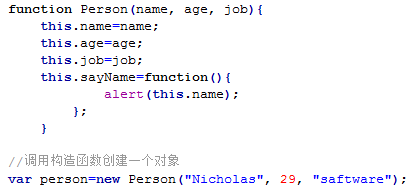 function Person(name, age, job){
this.name=name;
this.age=age;
this.job=job;
this.sayName=function(){
alert(this.name);
};
}
//调用构造函数创建一个对象
var person=new Person("Nicholas", 29, "saftware");